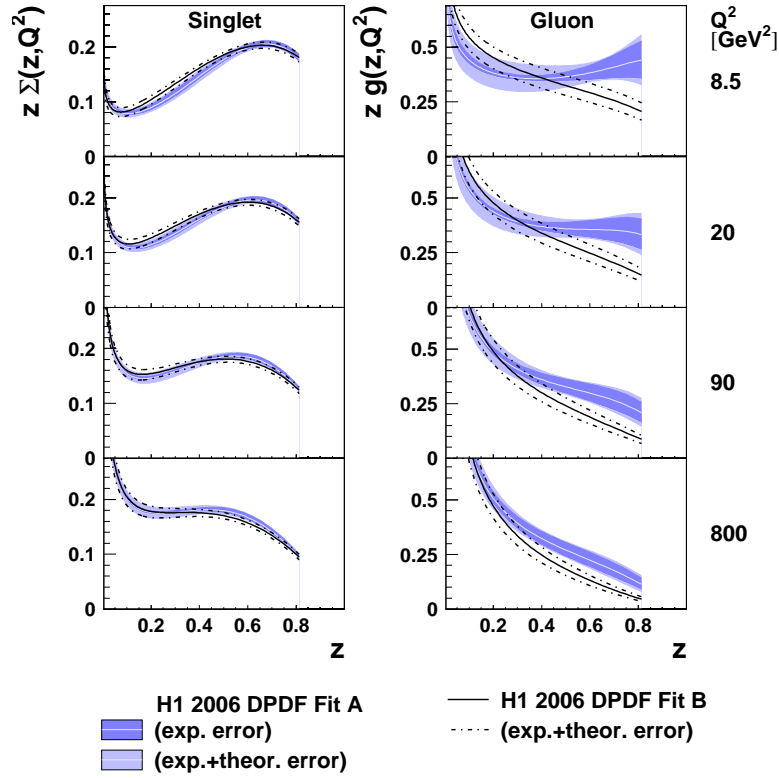 Singlet
Gluon
Q²
[GeV²]
z Σ(z,Q²)
z g(z,Q²)
0.2
0.1
0
0.5
0.25
0
8.5
0.2
0.1
0
0.5
0.25
0
20
0.2
0.1
0
0.5
0.25
0
90
0.2
0.1
0
0.5
0.25
0
800
0.2 0.4 0.6 0.8
0.2 0.4 0.6 0.8
z
z
H1 2006 DPDF Fit A
(exp. error)
(exp.+theor. error)
H1 2006 DPDF Fit B
(exp.+theor. error)